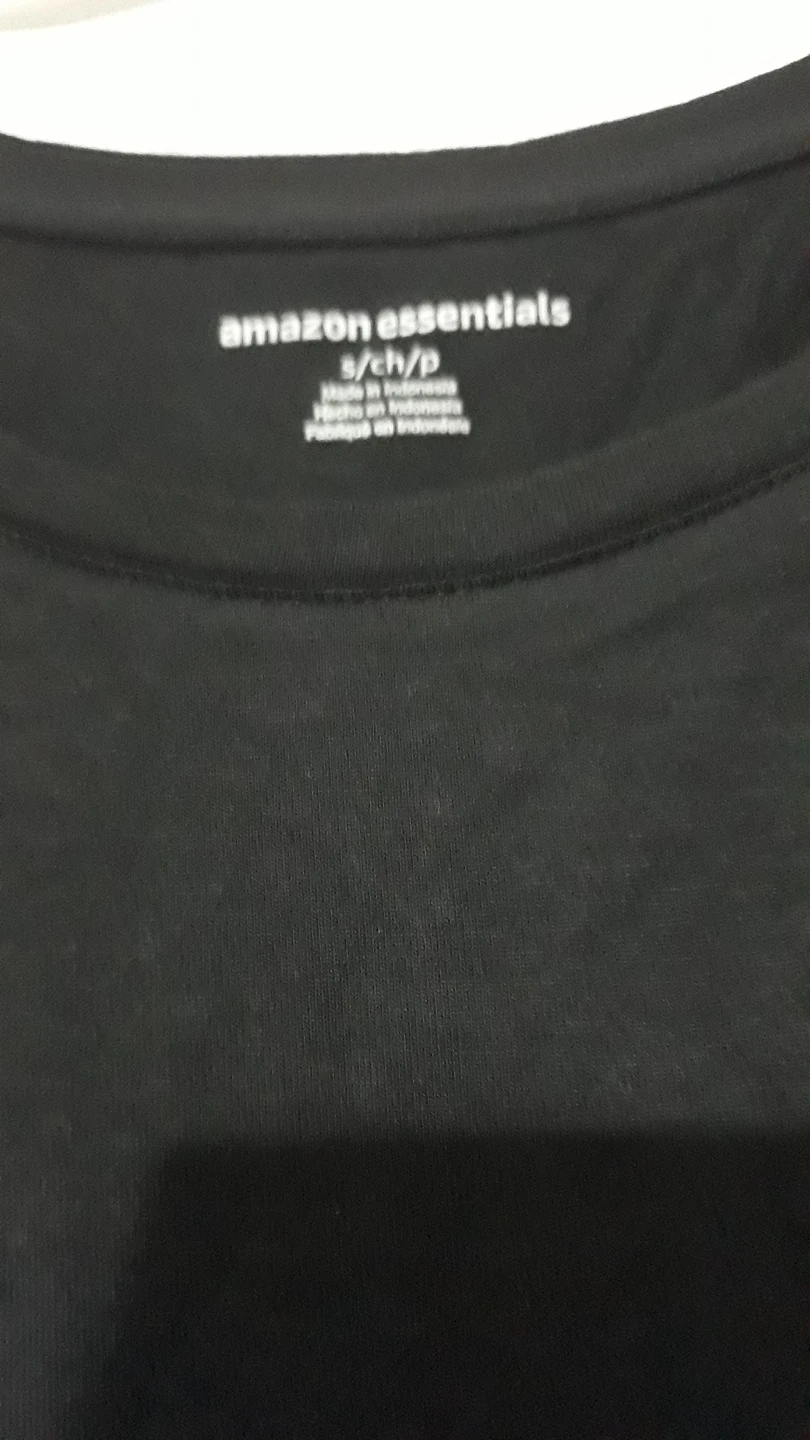 amazon essentials
s/ch/p
Made in Indonesia
Hecho en Indonesia
Fabriqué en Indonésie